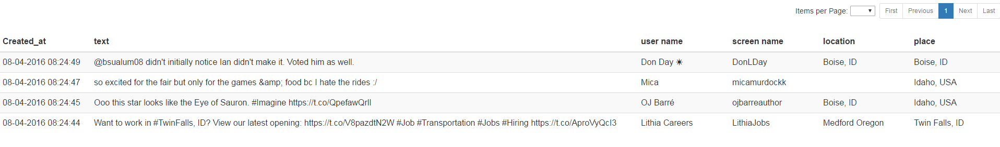 Items per Page: First Previous 1 Next Last
Created_at text user name screen name location place
08-04-2016 08:24:49 @bsualum08 didn't initially notice Ian didn't make it. Voted him as well. Don Day ☀ DonLDay Boise, ID Boise, ID
08-04-2016 08:24:47 so excited for the fair but only for the games &amp; food bc I hate the rides :/ Mica micamurdockk Idaho, USA
08-04-2016 08:24:45 Ooo this star looks like the Eye of Sauron. #Imagine https://t.co/QpefawQrll OJ Barré ojbarreauthor Boise, ID Idaho, USA
08-04-2016 08:24:44 Want to work in #TwinFalls, ID? View our latest opening: https://t.co/V8pazdtN2W #Job #Transportation #Jobs #Hiring https://t.co/AproVyQcI3 Lithia Careers LithiaJobs Medford Oregon Twin Falls, ID